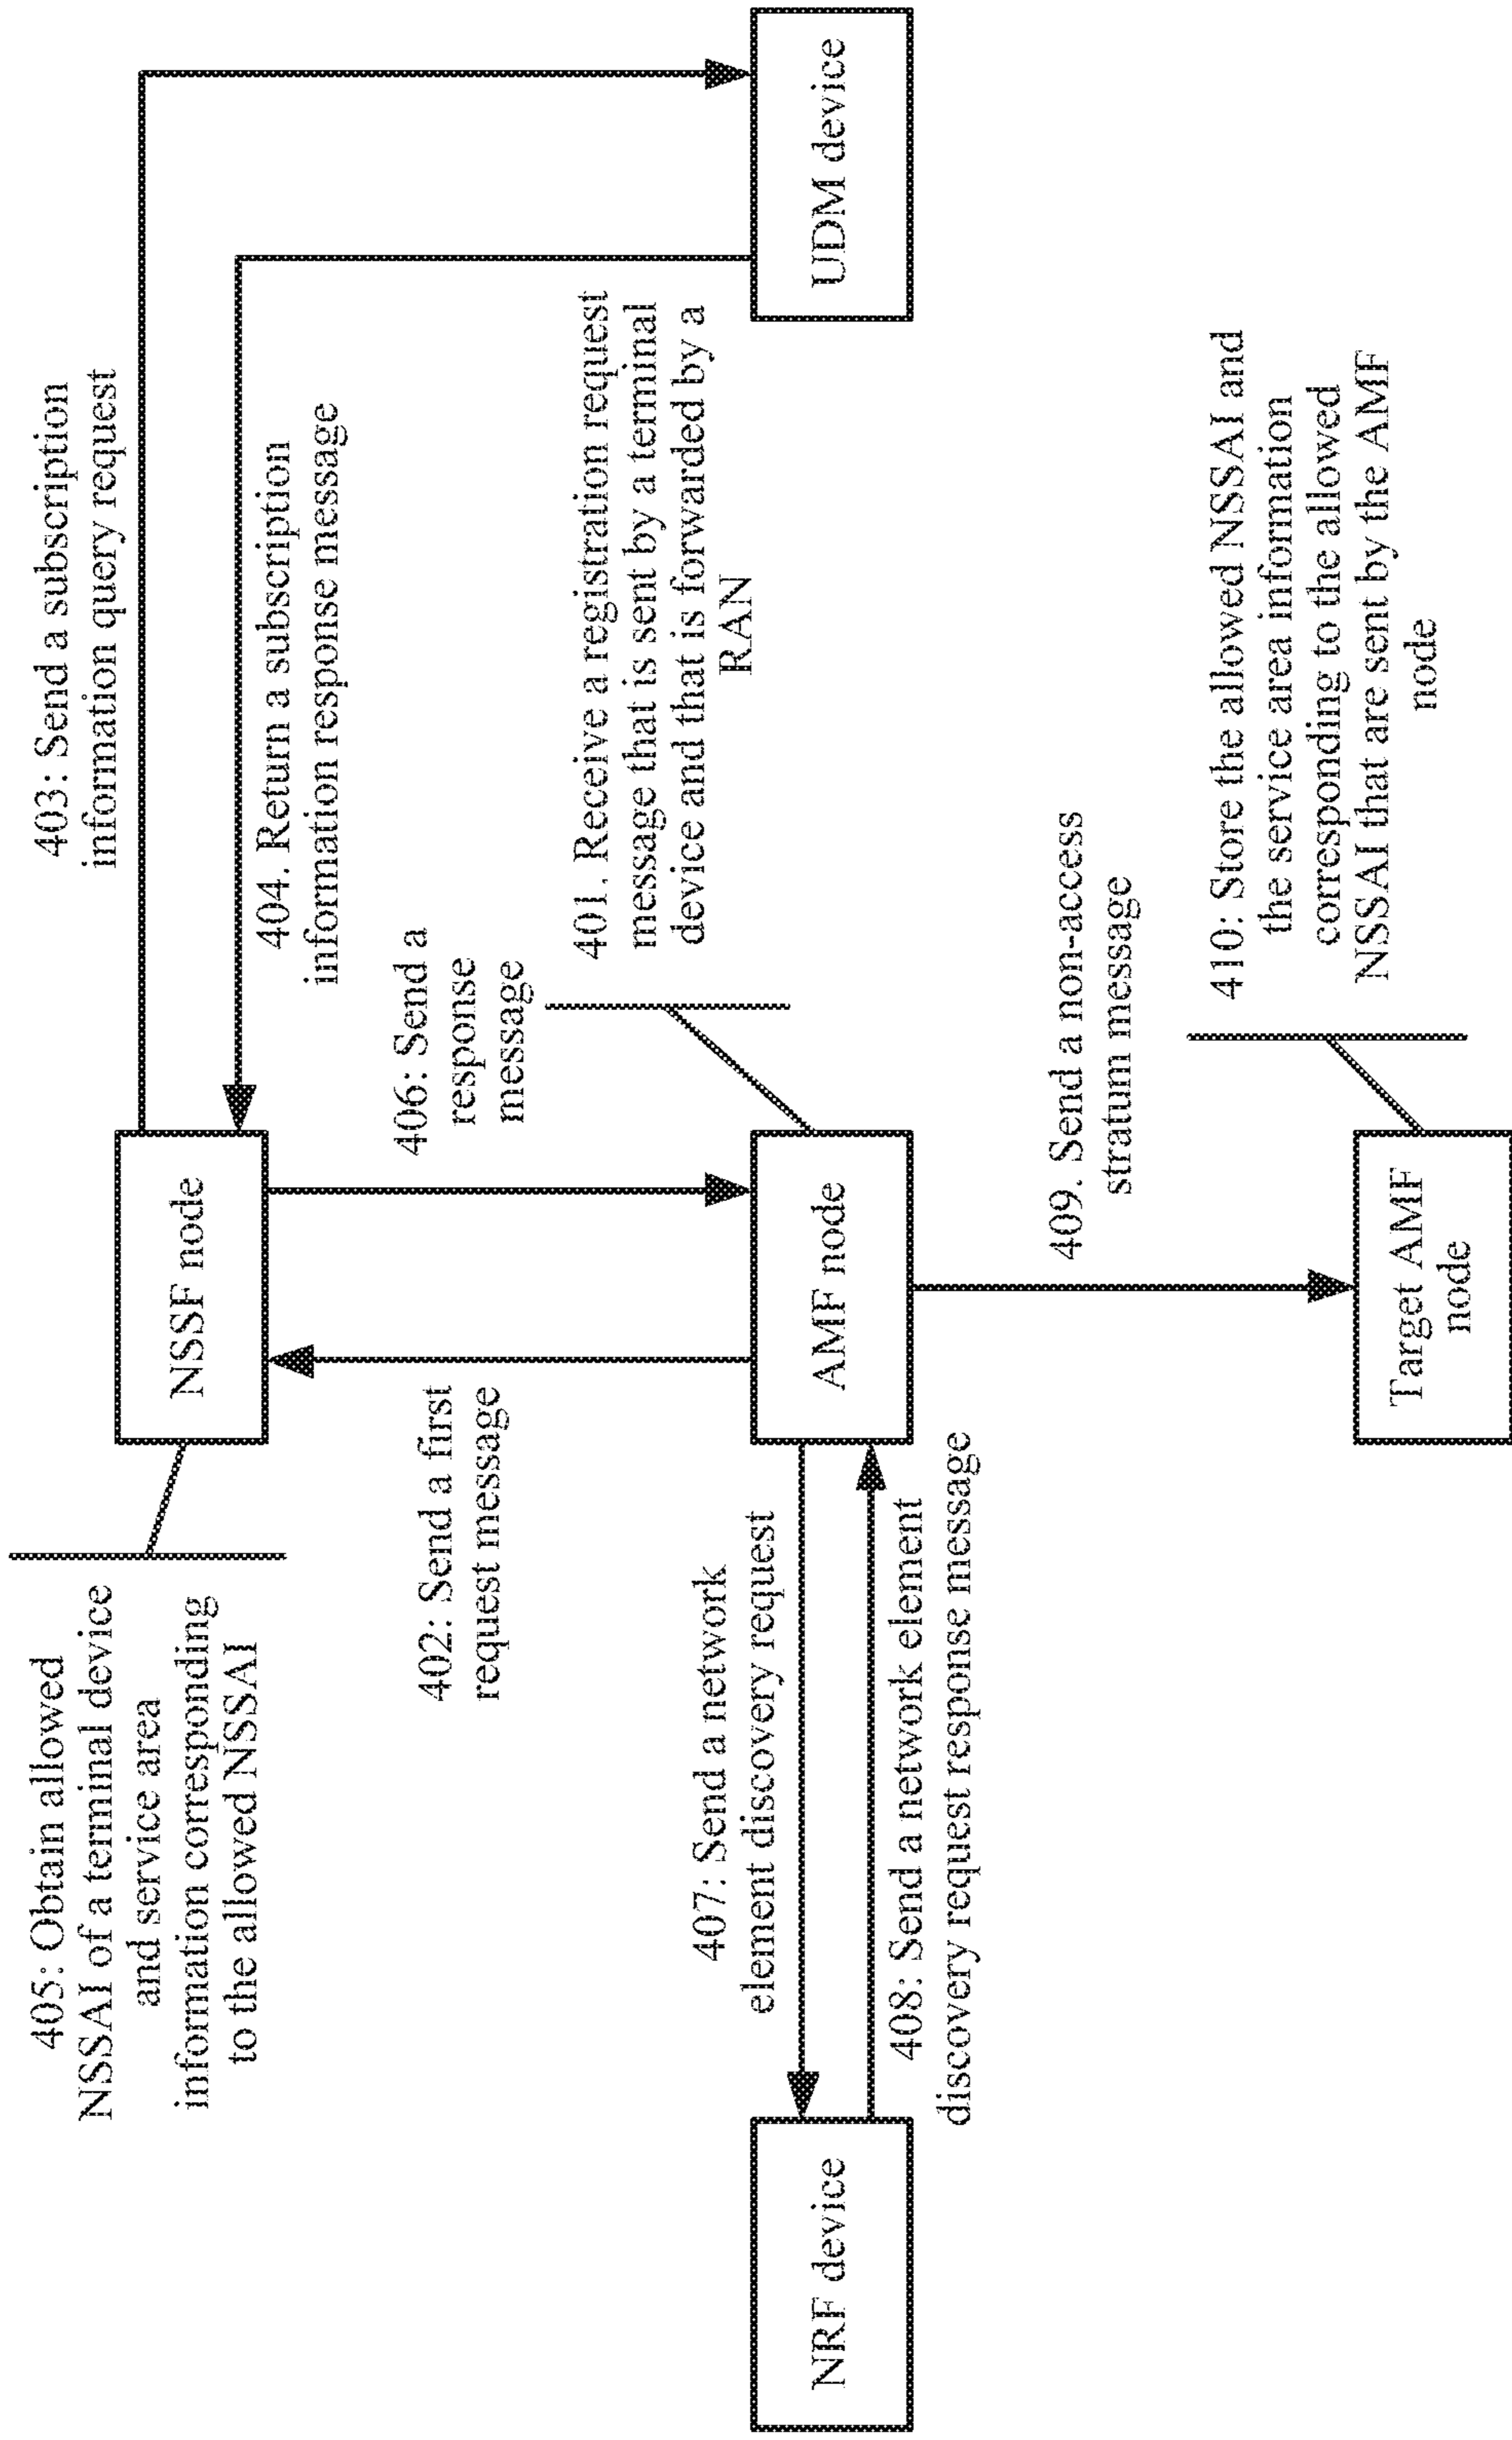 405: Obtain allowed
NSSAI of a terminal device
and service area
information corresponding
to the allowed NSSAI
NSSF node
403: Send a subscription
information query request
404. Return a subscription
information response message
402: Send a first
request message
406: Send a
response
message
401. Receive a registration request
message that is sent by a terminal
device and that is forwarded by a
RAN
407: Send a network
element discovery request
NRF device
AMF node
UDM device
408: Send a network element
discovery request response message
409. Send a non-access
stratum message
410: Store the allowed NSSAI and
the service area information
corresponding to the allowed
NSSAI that are sent by the AMF
node
Target AMF
node